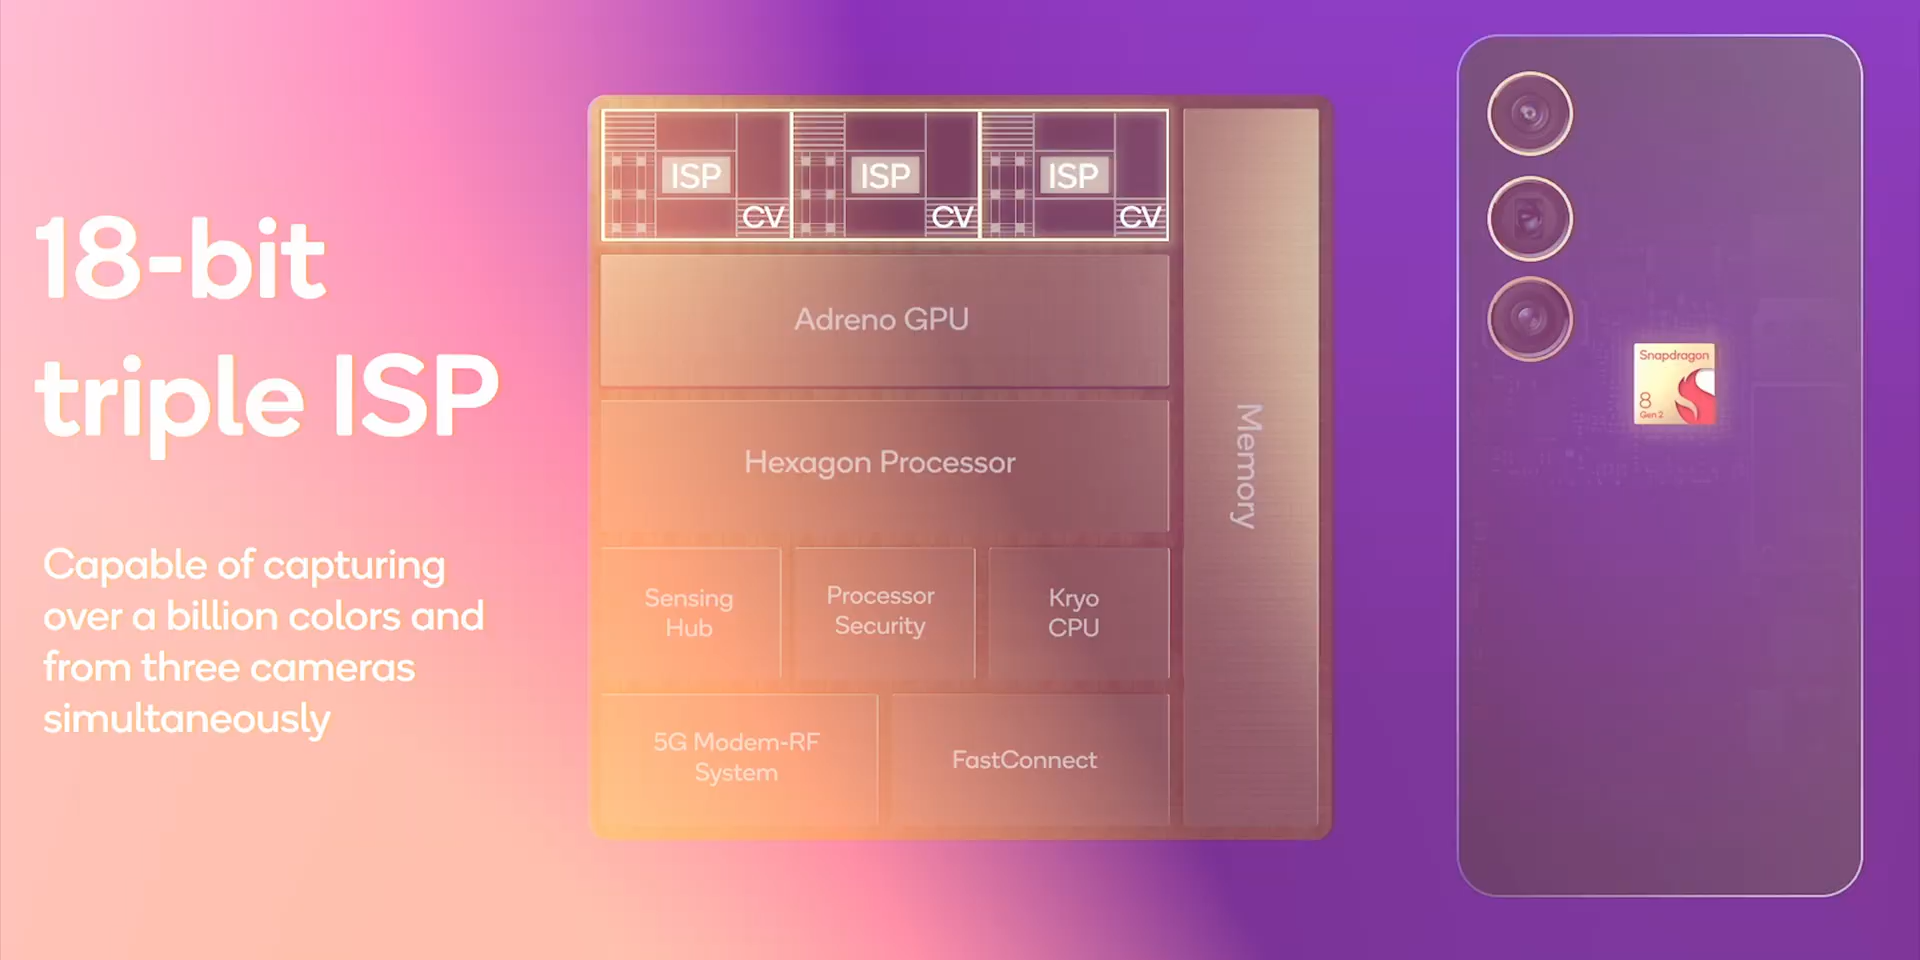 18-bit
triple ISP
Capable of capturing
over a billion colors and
from three cameras
simultaneously
ISP
CV
ISP
CV
ISP
CV
Adreno GPU
Hexagon Processor
Sensing
Hub
Processor
Security
Kryo
CPU
5G Modem-RF
System
FastConnect
Memory
Snapdragon
8
Gen 2